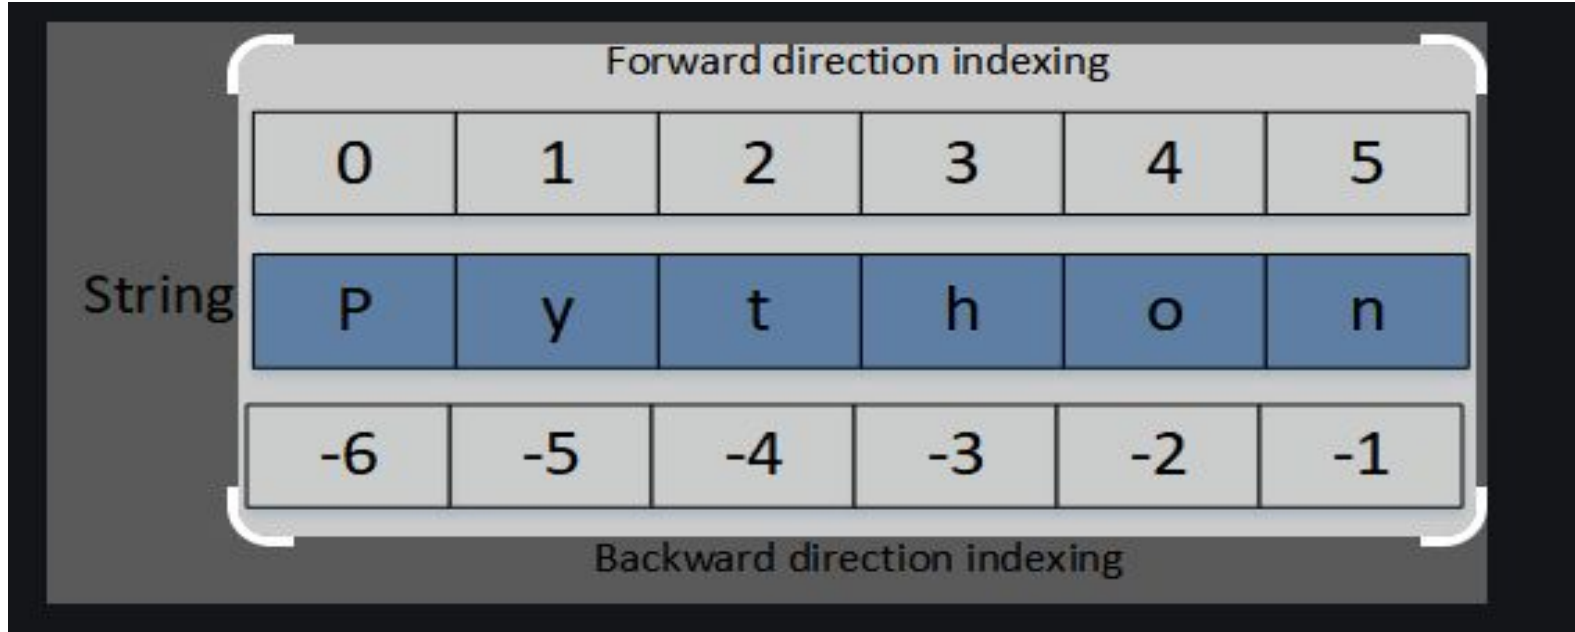 Forward direction indexing
0 1 2 3 4 5
String P y t h o n
-6 -5 -4 -3 -2 -1
Backward direction indexing